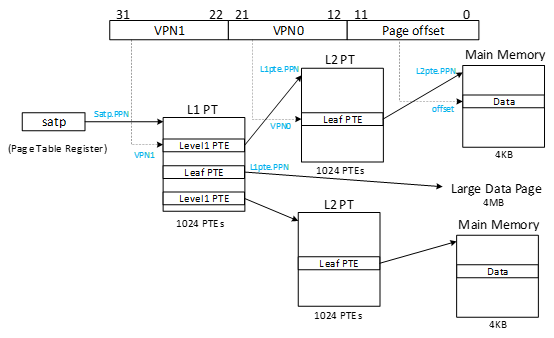 31 22 21 12 11 0
VPN1 VPN0 Page offset
L2 PT
Main Memory
L1pte.PPN
L2pte.PPN
L1 PT
Satp.PPN
Data
satp
Leaf PTE
offset
VPN0
(Page Table Register)
Level1 PTE
VPN1
4KB
L1pte.PPN
1024 PTEs
Leaf PTE
Large Data Page
4MB
Level1 PTE
L2 PT
1024 PTEs
Main Memory
Leaf PTE
Data
1024 PTEs
4KB